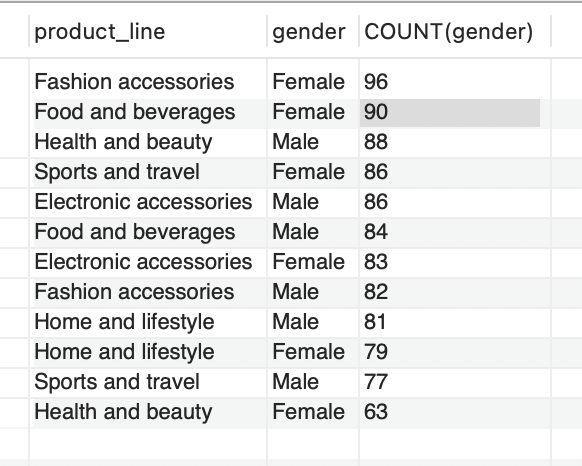 product_line gender COUNT(gender)
Fashion accessories Female 96
Food and beverages Female 90
Health and beauty Male 88
Sports and travel Female 86
Electronic accessories Male 86
Food and beverages Male 84
Electronic accessories Female 83
Fashion accessories Male 82
Home and lifestyle Male 81
Home and lifestyle Female 79
Sports and travel Male 77
Health and beauty Female 63